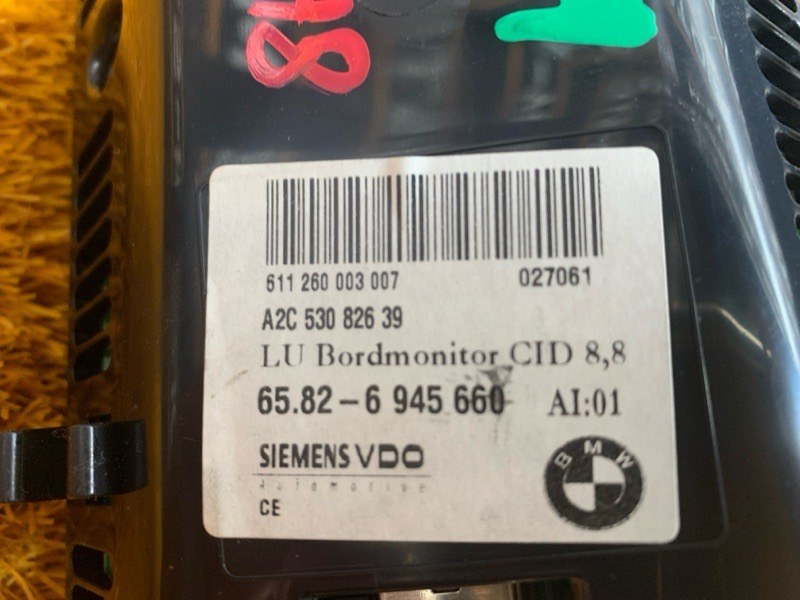 611 260 003 007 027061
A2C 530 826 39
LU Bordmonitor CID 8,8
65.82-6 945 660 AI:01
SIEMENS VDO
Automotive
CE
BMW